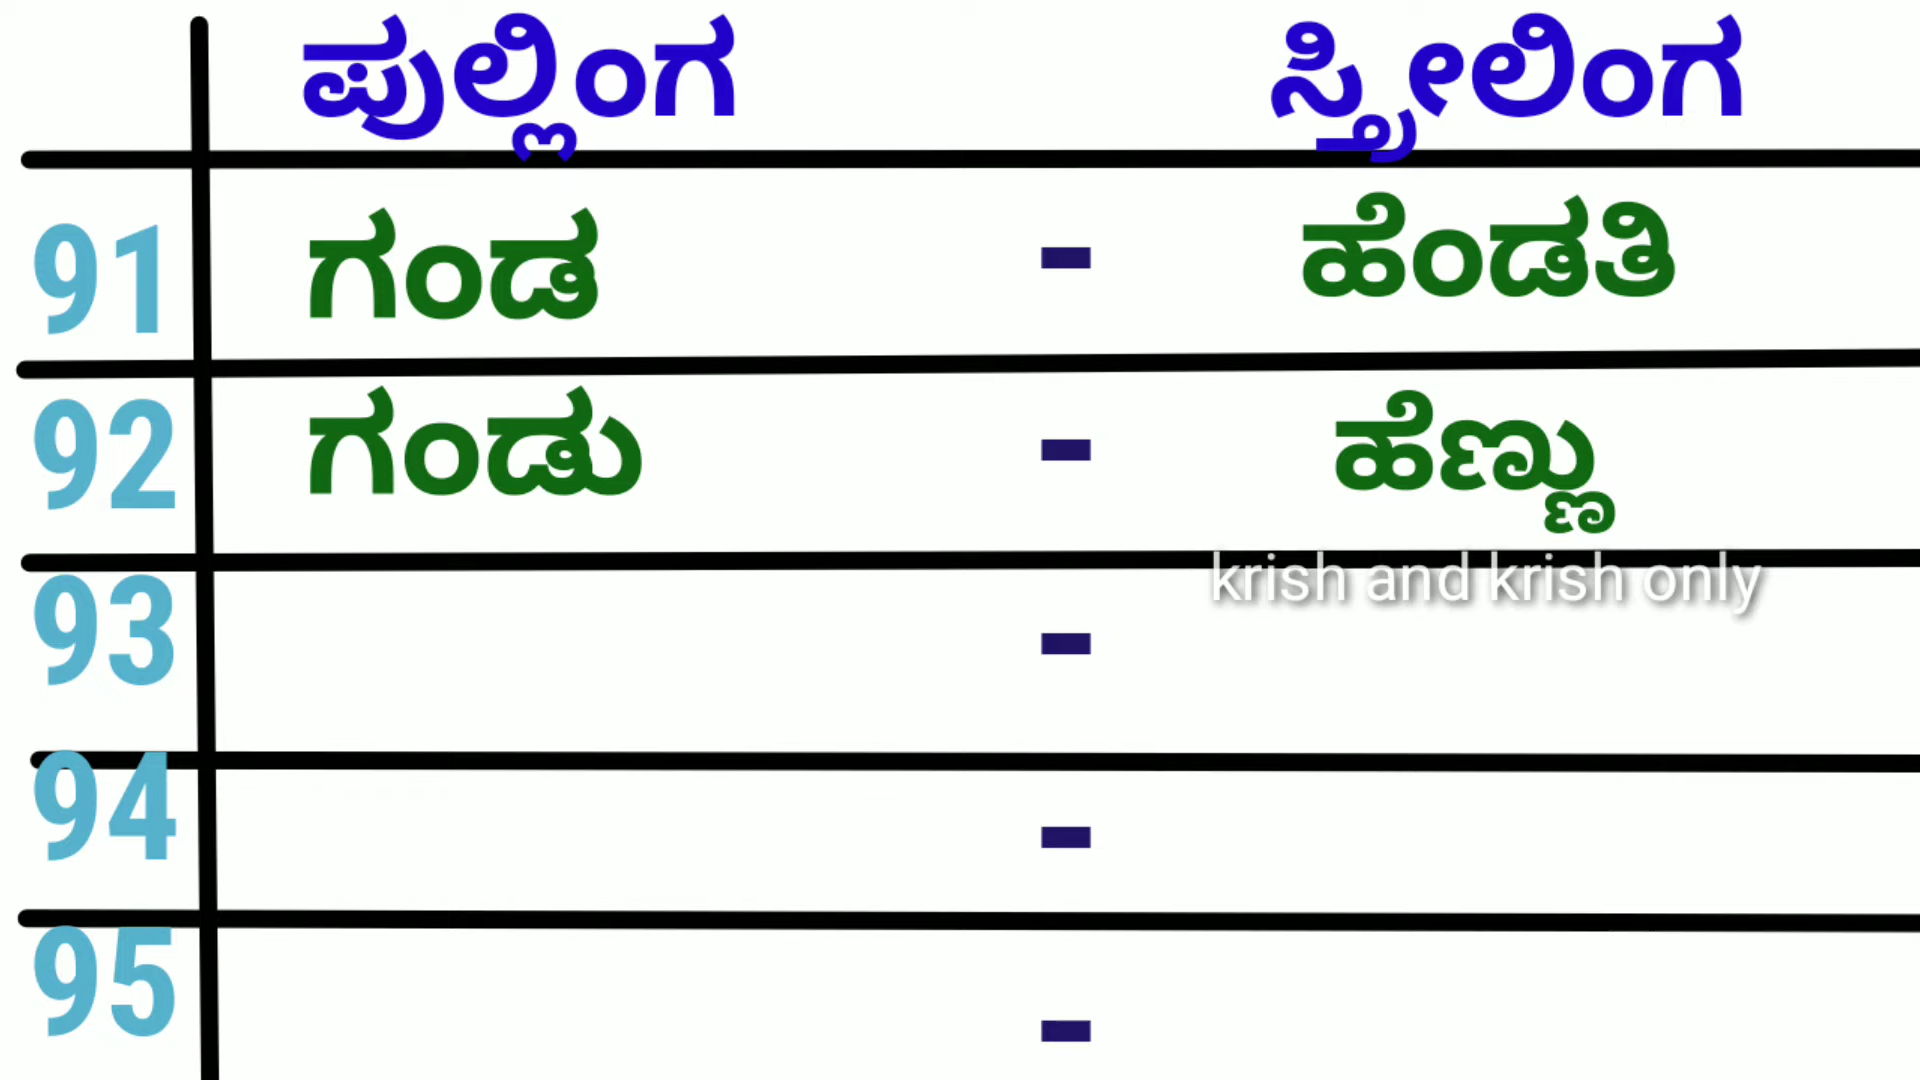 ಪುಲ್ಲಿಂಗ ಸ್ತ್ರೀಲಿಂಗ
91 ಗಂಡ - ಹೆಂಡತಿ
92 ಗಂಡು - ಹೆಣ್ಣು
krish and krish only
93 -
94 -
95 -